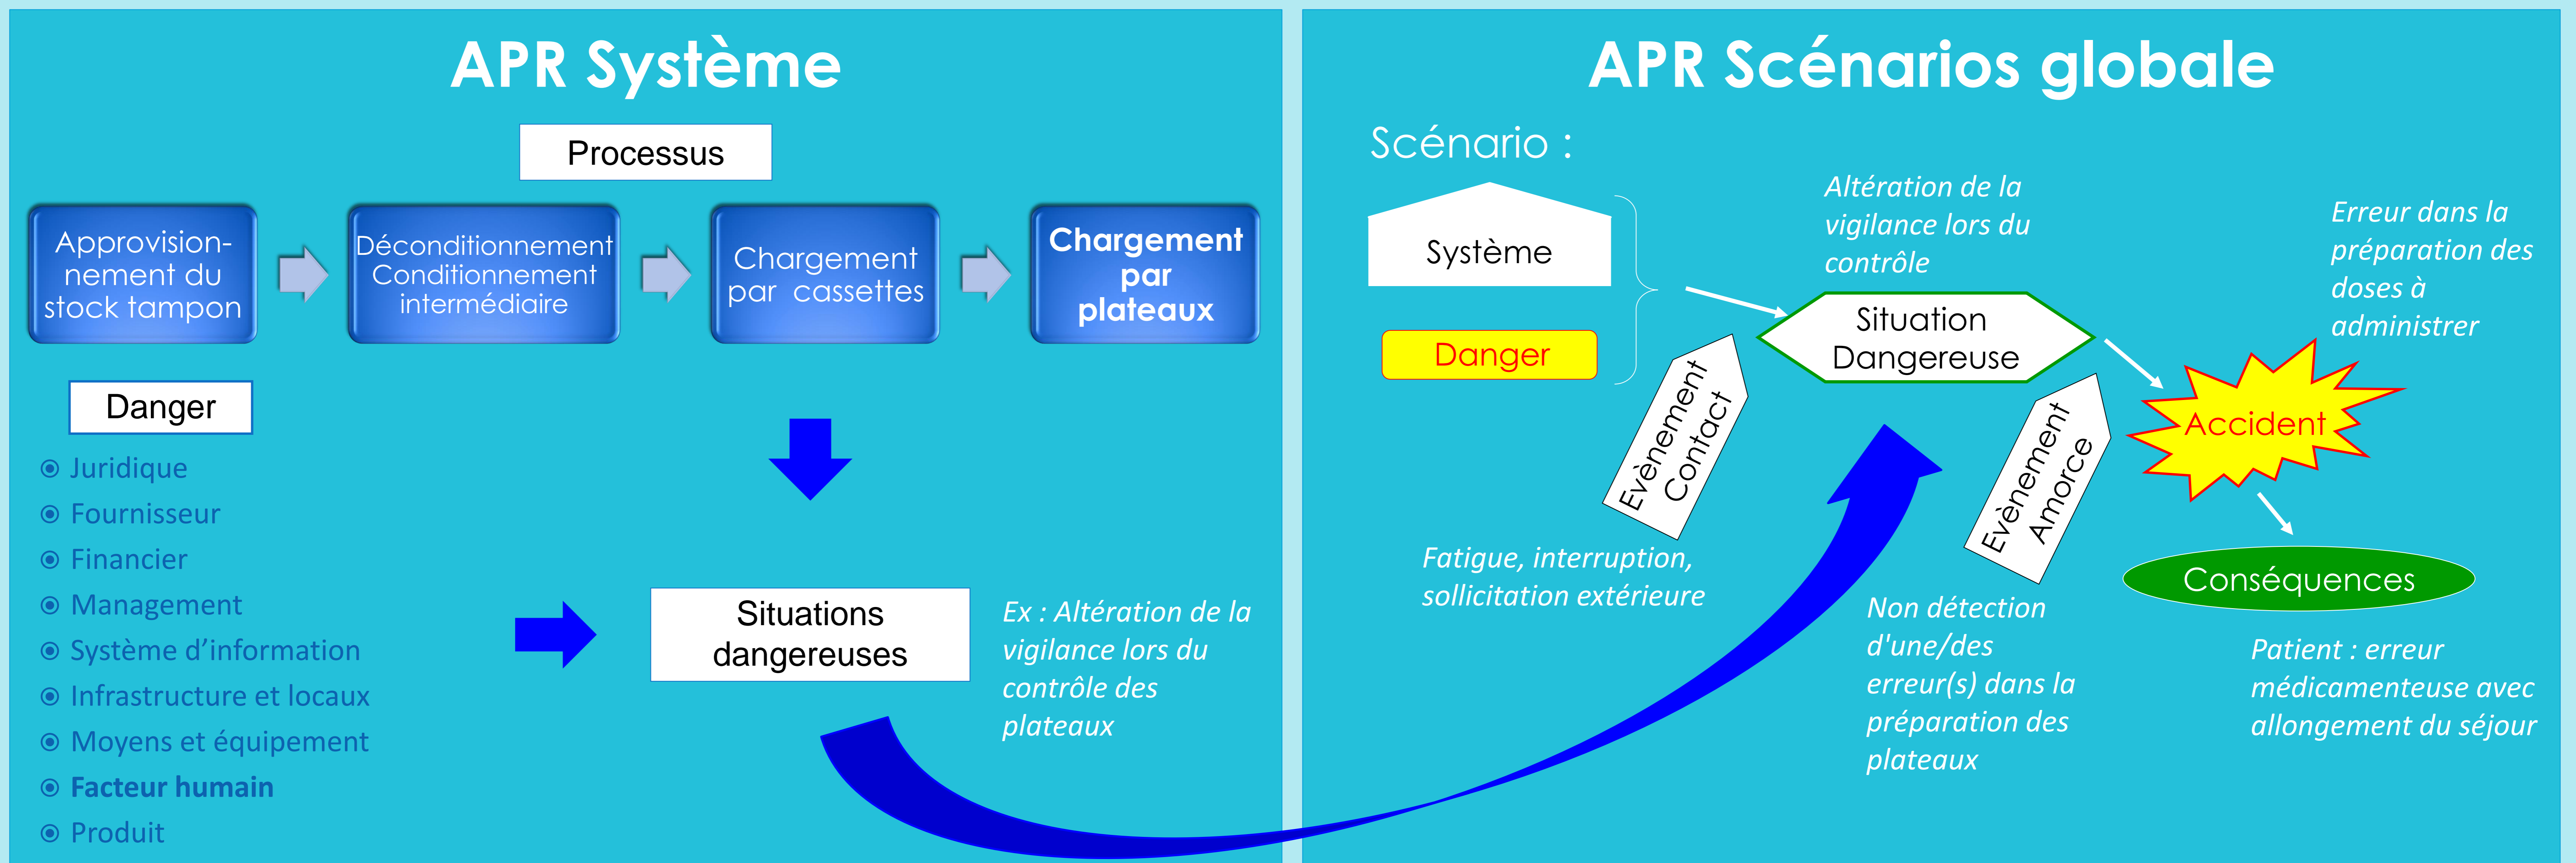 APR Système
Processus
Approvision-
nement du
stock tampon
Déconditionnement
Conditionnement
intermédiaire
Chargement
par cassettes
Chargement
par
plateaux
Danger
Juridique
Fournisseur
Financier
Management
Système d’information
Infrastructure et locaux
Moyens et équipement
Facteur humain
Produit
Situations
dangereuses
Ex : Altération de la
vigilance lors du
contrôle des
plateaux
APR Scénarios globale
Scénario :
Système
Danger
Evènement
Contact
Fatigue, interruption,
sollicitation extérieure
Altération de la
vigilance lors du
contrôle
Situation
Dangereuse
Evènement
Amorce
Non détection
d'une/des
erreur(s) dans la
préparation des
plateaux
Erreur dans la
préparation des
doses à
administrer
Accident
Conséquences
Patient : erreur
médicamenteuse avec
allongement du séjour